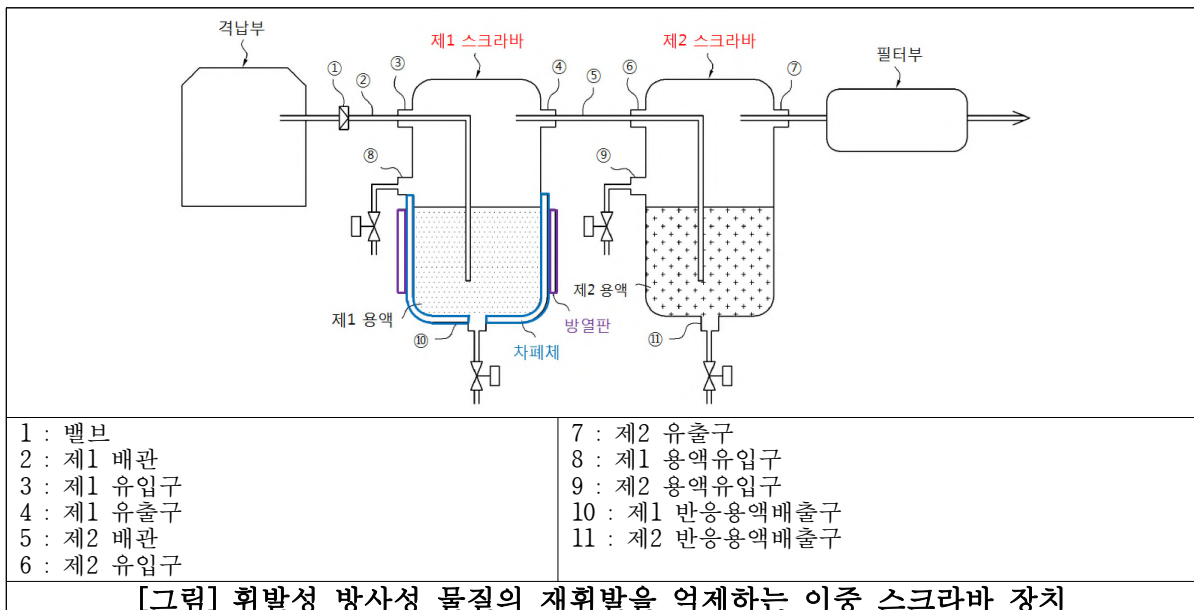 격납부
제1 스크라바
제2 스크라바
필터부
①
②
③
④
⑤
⑥
⑦
⑧
⑨
제1 용액
⑩
방열판
차폐체
제2 용액
⑪
1 : 밸브
2 : 제1 배관
3 : 제1 유입구
4 : 제1 유출구
5 : 제2 배관
6 : 제2 유입구
7 : 제2 유출구
8 : 제1 용액유입구
9 : 제2 용액유입구
10 : 제1 반응용액배출구
11 : 제2 반응용액배출구
[그림] 휘발성 방사성 물질의 재휘발을 억제하는 이중 스크라바 장치